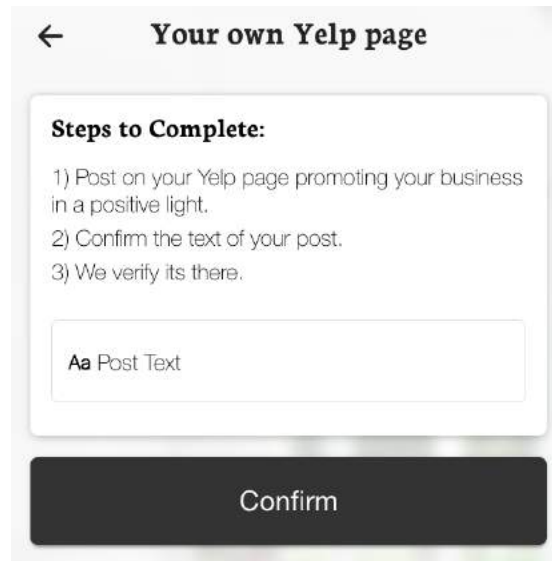 Your own Yelp page
Steps to Complete:
1) Post on your Yelp page promoting your business
in a positive light.
2) Confirm the text of your post.
3) We verify its there.
Aa Post Text
Confirm